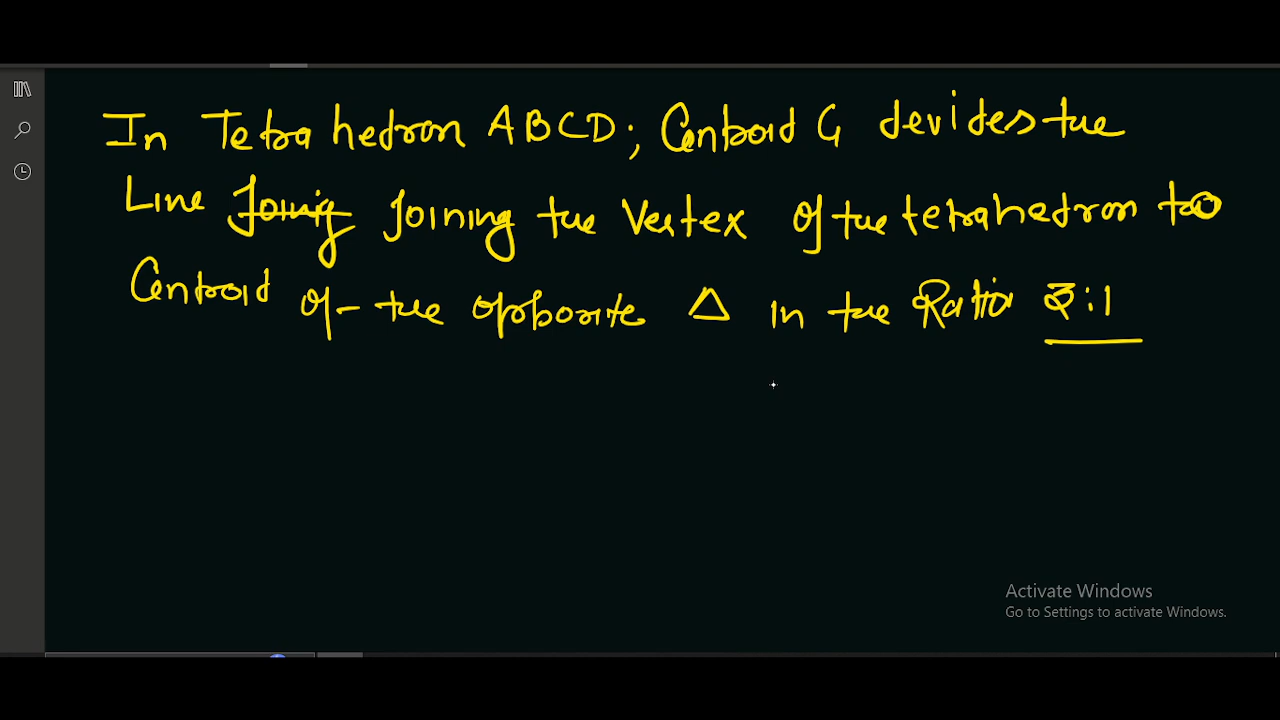 In Tetrahedron ABCD; Centroid G devides the
Line Joinig Joining the Vertex of the tetrahedron to
Centroid of the opposite Δ in the Ratio 3:1
Activate Windows
Go to Settings to activate Windows.